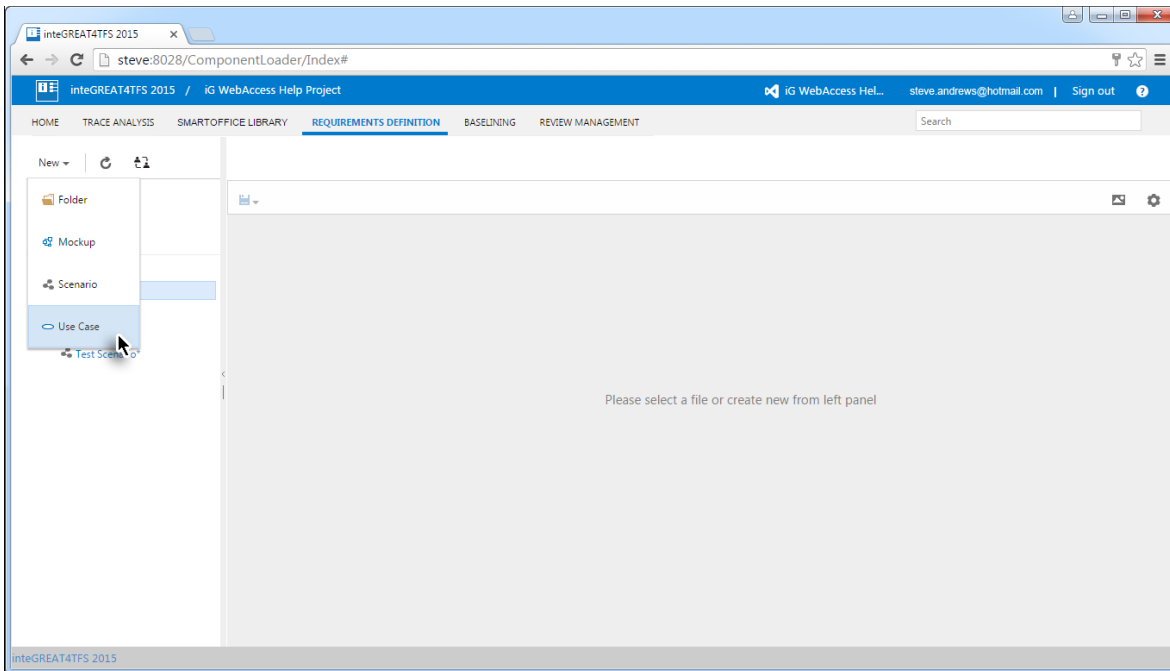 inteGREAT4TFS 2015
steve:8028/ComponentLoader/Index#
inteGREAT4TFS 2015 / iG WebAccess Help Project iG WebAccess Hel... steve.andrews@hotmail.com | Sign out ?
HOME TRACE ANALYSIS SMARTOFFICE LIBRARY REQUIREMENTS DEFINITION BASELINING REVIEW MANAGEMENT Search
New
Folder
Mockup
Scenario
Use Case
Test
Please select a file or create new from left panel
inteGREAT4TFS 2015